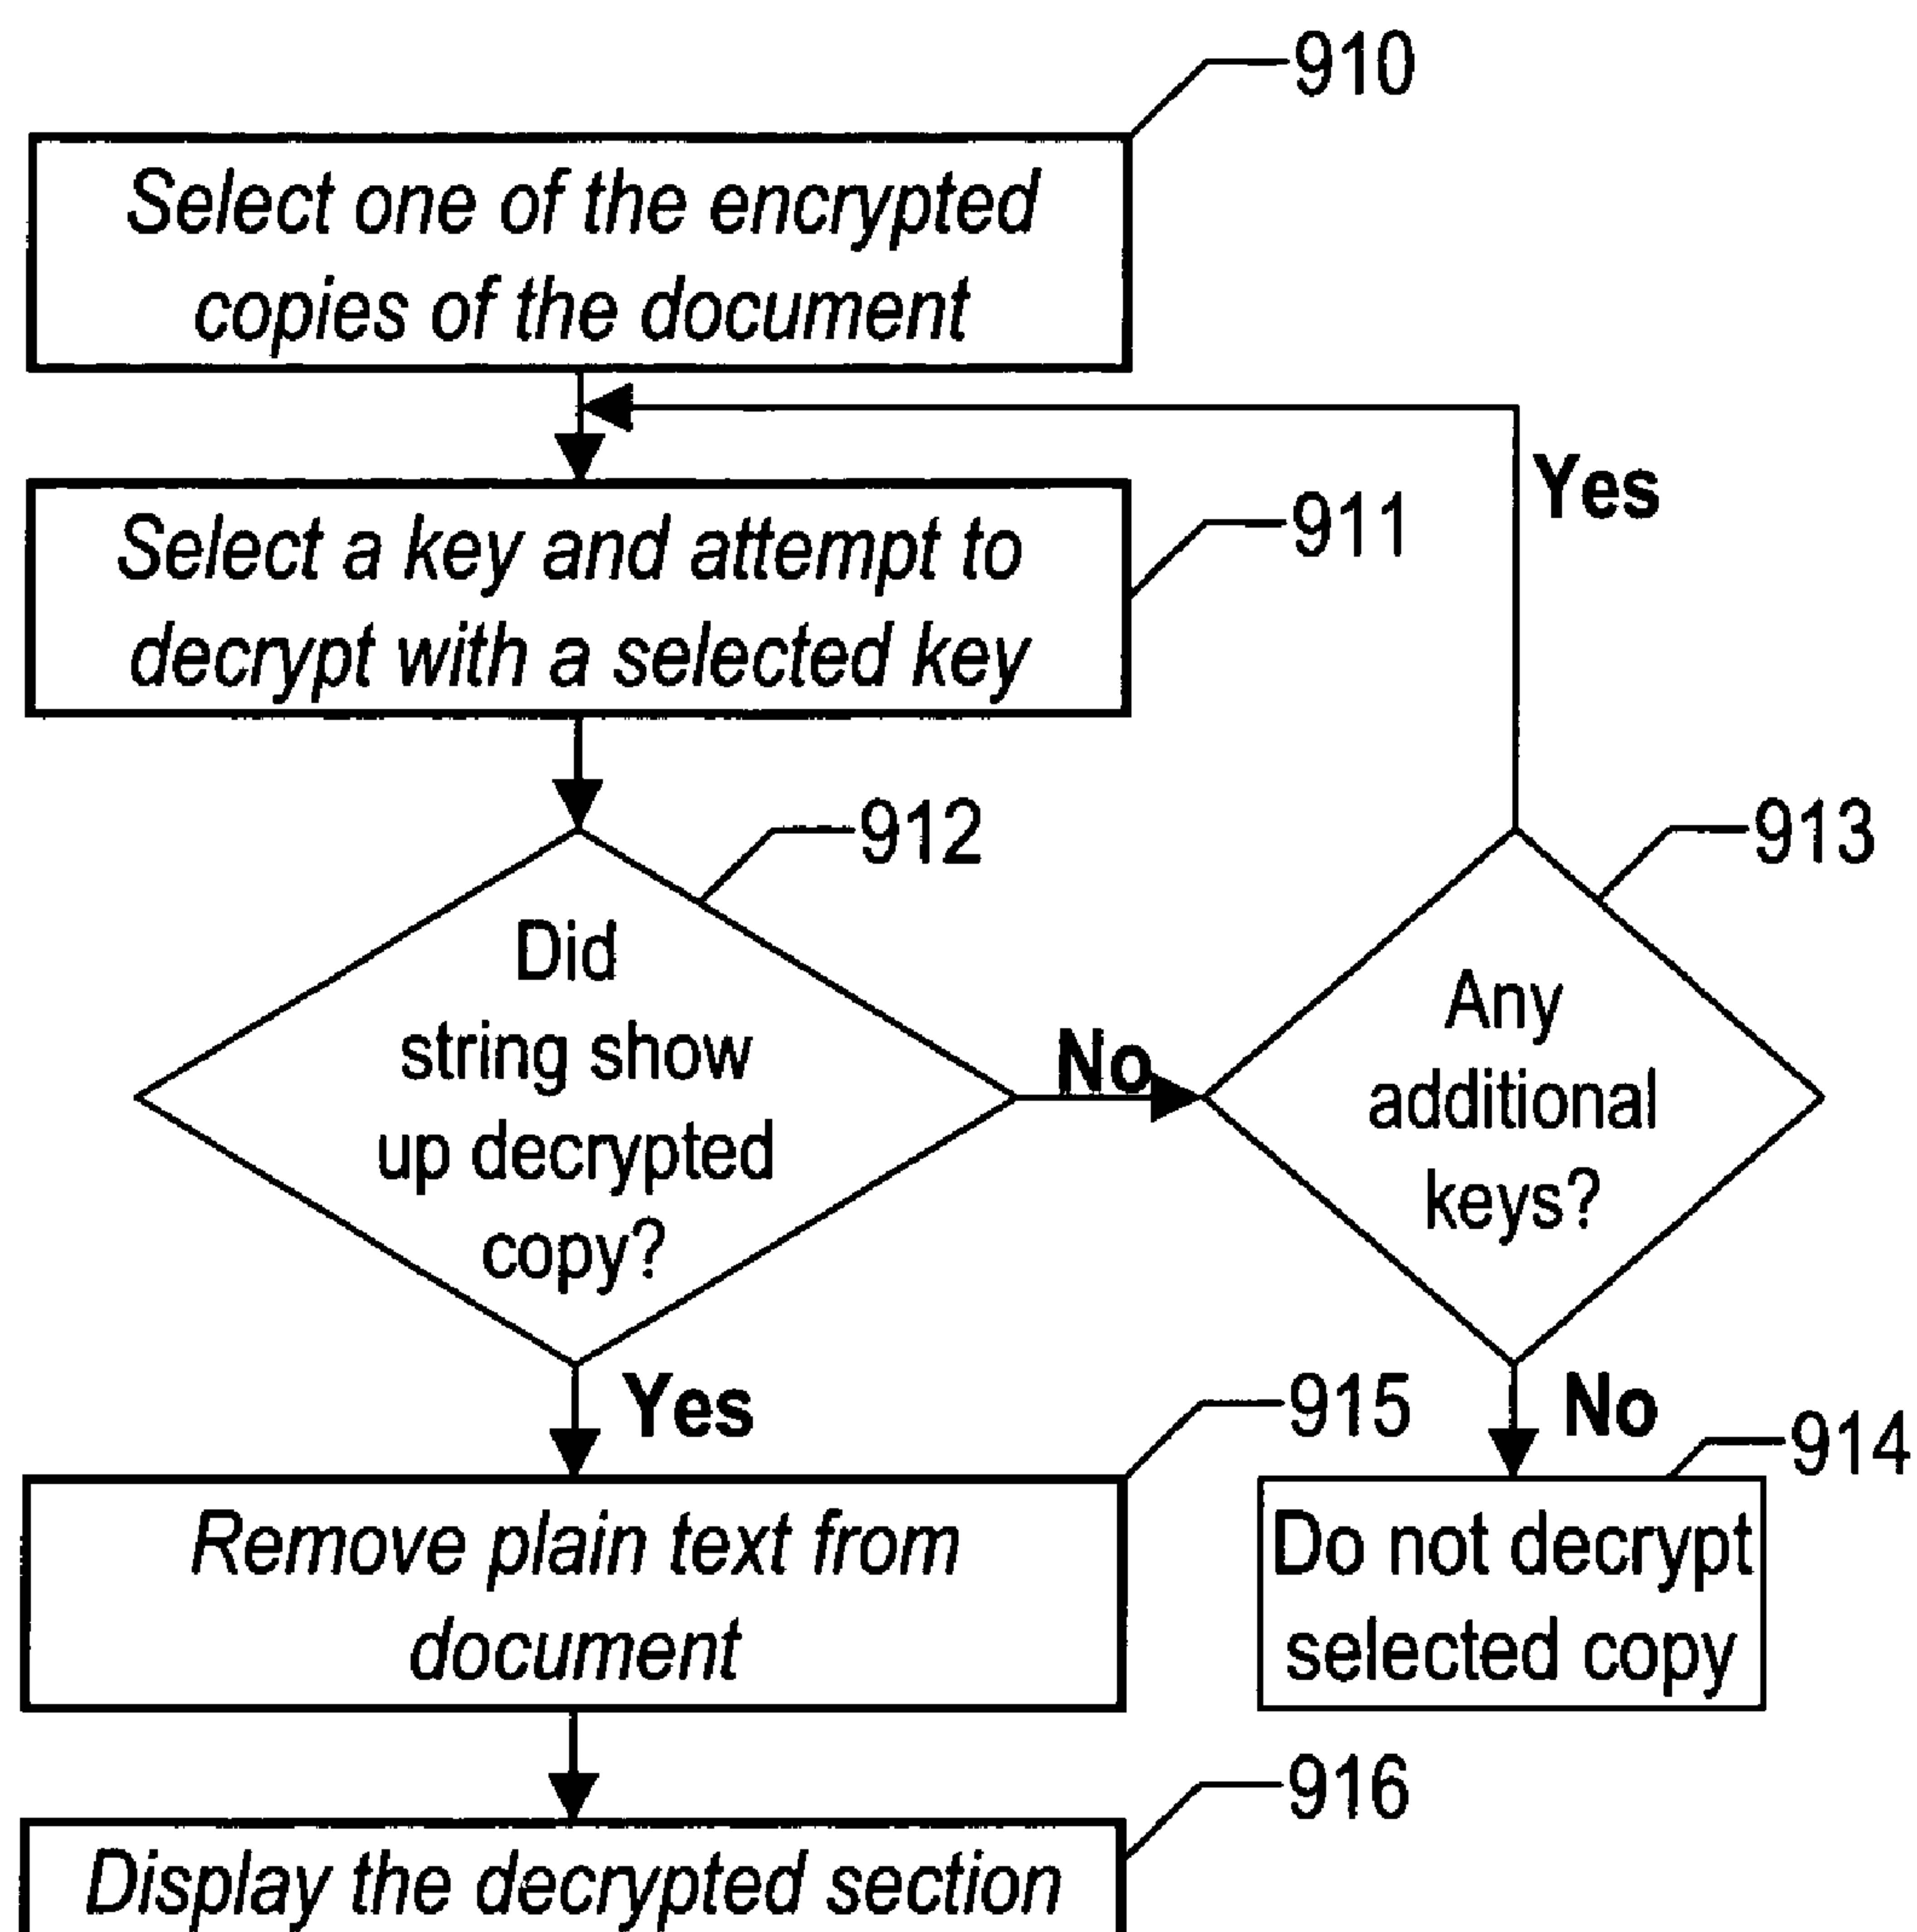 910
Select one of the encrypted
copies of the document
Yes
911
Select a key and attempt to
decrypt with a selected key
912
913
Did
string show
up decrypted
copy?
No
Any
additional
keys?
Yes
No
915
914
Remove plain text from
document
Do not decrypt
selected copy
916
Display the decrypted section